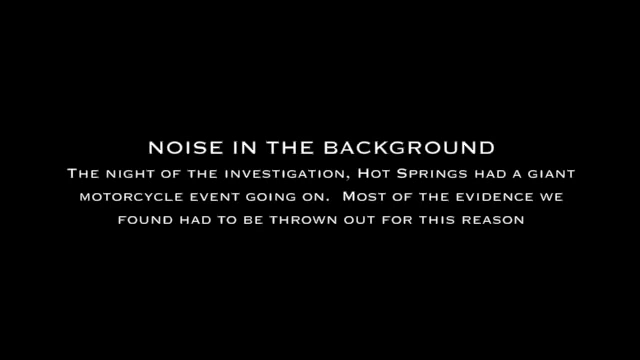 NOISE IN THE BACKGROUND
The night of the investigation, Hot Springs had a giant
motorcycle event going on.  Most of the evidence we
found had to be thrown out for this reason